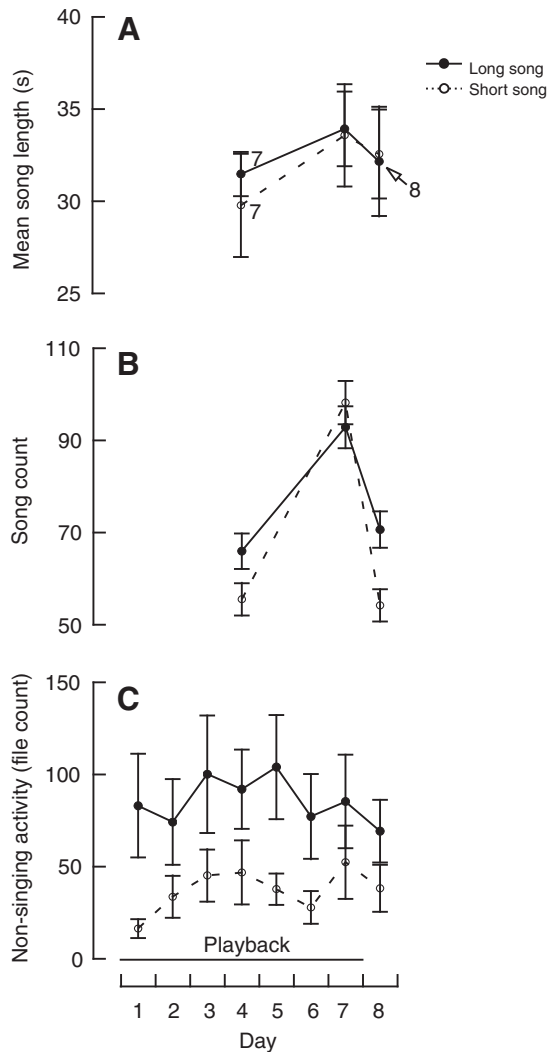 A
40
35
30
25
Mean song length (s)
7
7
8
Long song
Short song
B
110
90
70
50
Song count
C
150
100
50
0
Non-singing activity (file count)
Playback
1 2 3 4 5 6 7 8
Day